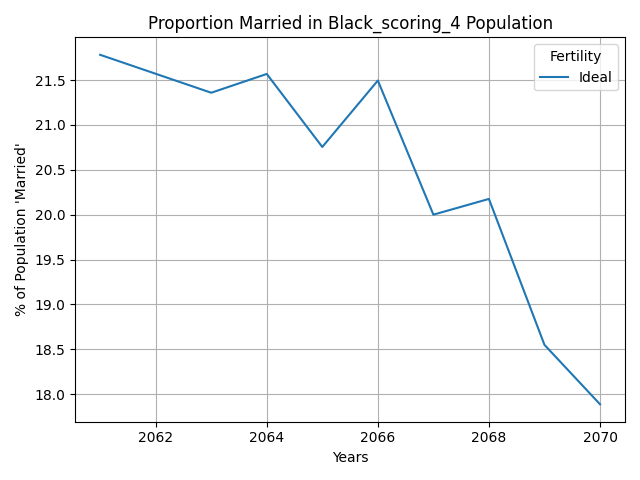 Proportion Married in Black_scoring_4 Population
Fertility
Ideal
% of Population 'Married'
21.5
21.0
20.5
20.0
19.5
19.0
18.5
18.0
2062 2064 2066 2068 2070
Years